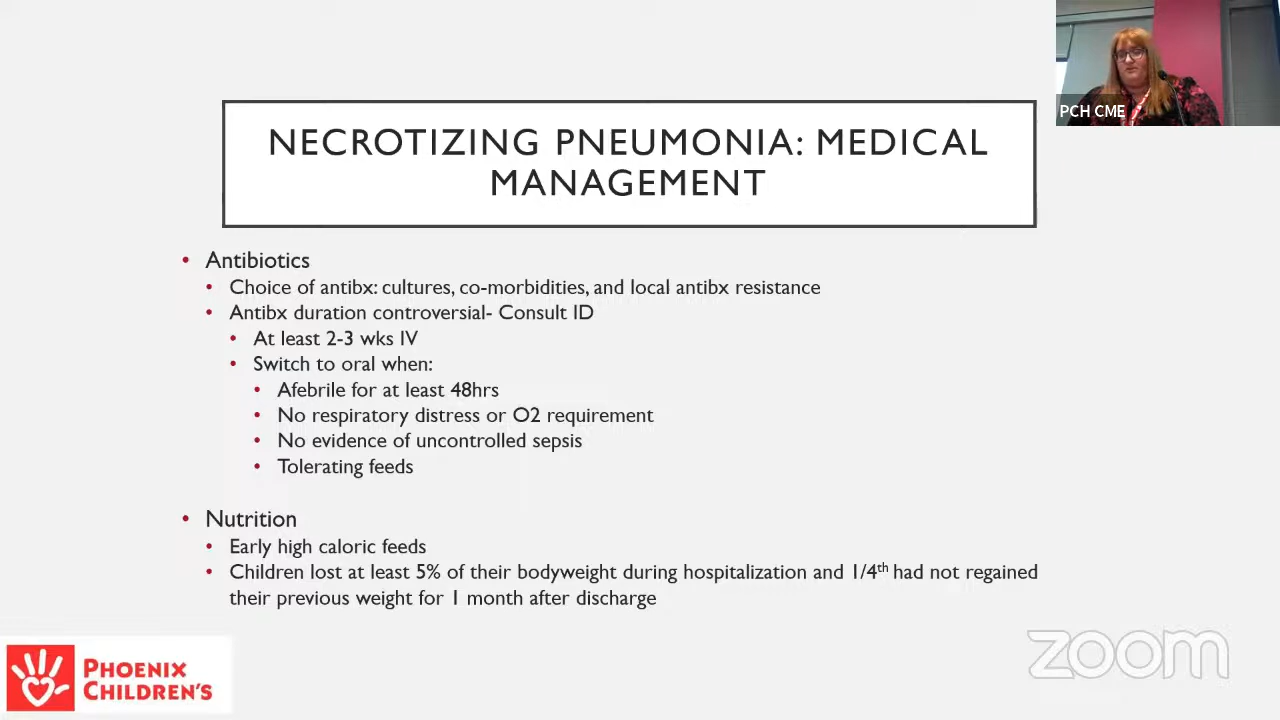 PCH CME
NECROTIZING PNEUMONIA: MEDICAL
MANAGEMENT
• Antibiotics
• Choice of antibx: cultures, co-morbidities, and local antibx resistance
• Antibx duration controversial- Consult ID
• At least 2-3 wks IV
• Switch to oral when:
• Afebrile for at least 48hrs
• No respiratory distress or O2 requirement
• No evidence of uncontrolled sepsis
• Tolerating feeds
• Nutrition
• Early high caloric feeds
• Children lost at least 5% of their bodyweight during hospitalization and 1/4th had not regained
their previous weight for 1 month after discharge
PHOENIX
CHILDREN'S
zoom